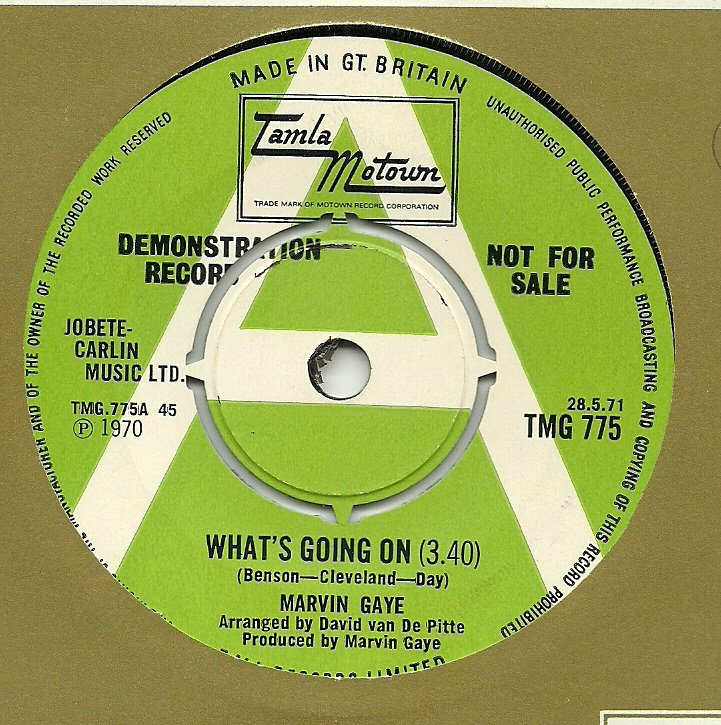 MADE IN GT. BRITAIN
Tamla
Motown
TRADE MARK OF MOTOWN RECORD CORPORATION
DEMONSTRATION
RECORD
NOT FOR
SALE
JOBETE-
CARLIN
MUSIC LTD.
TMG.775A 45
Ⓟ 1970
28.5.71
TMG 775
WHAT'S GOING ON (3.40)
(Benson—Cleveland—Day)
MARVIN GAYE
Arranged by David van De Pitte
Produced by Marvin Gaye
MANUFACTURER AND OF THE OWNER OF THE RECORDED WORK RESERVED
UNAUTHORISED PUBLIC PERFORMANCE BROADCASTING AND COPYING OF THIS RECORD PROHIBITED
RECORDS LIMITED